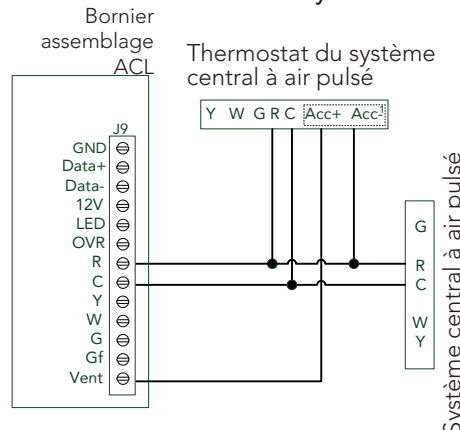 Bornier
assemblage
ACL
Thermostat du système
central à air pulsé
Y W G R C Acc+ Acc-¹
J9
GND
Data+
Data-
12V
LED
OVR
R
C
Y
W
G
Gf
Vent
G
R
C
W
Y
Système central à air pulsé